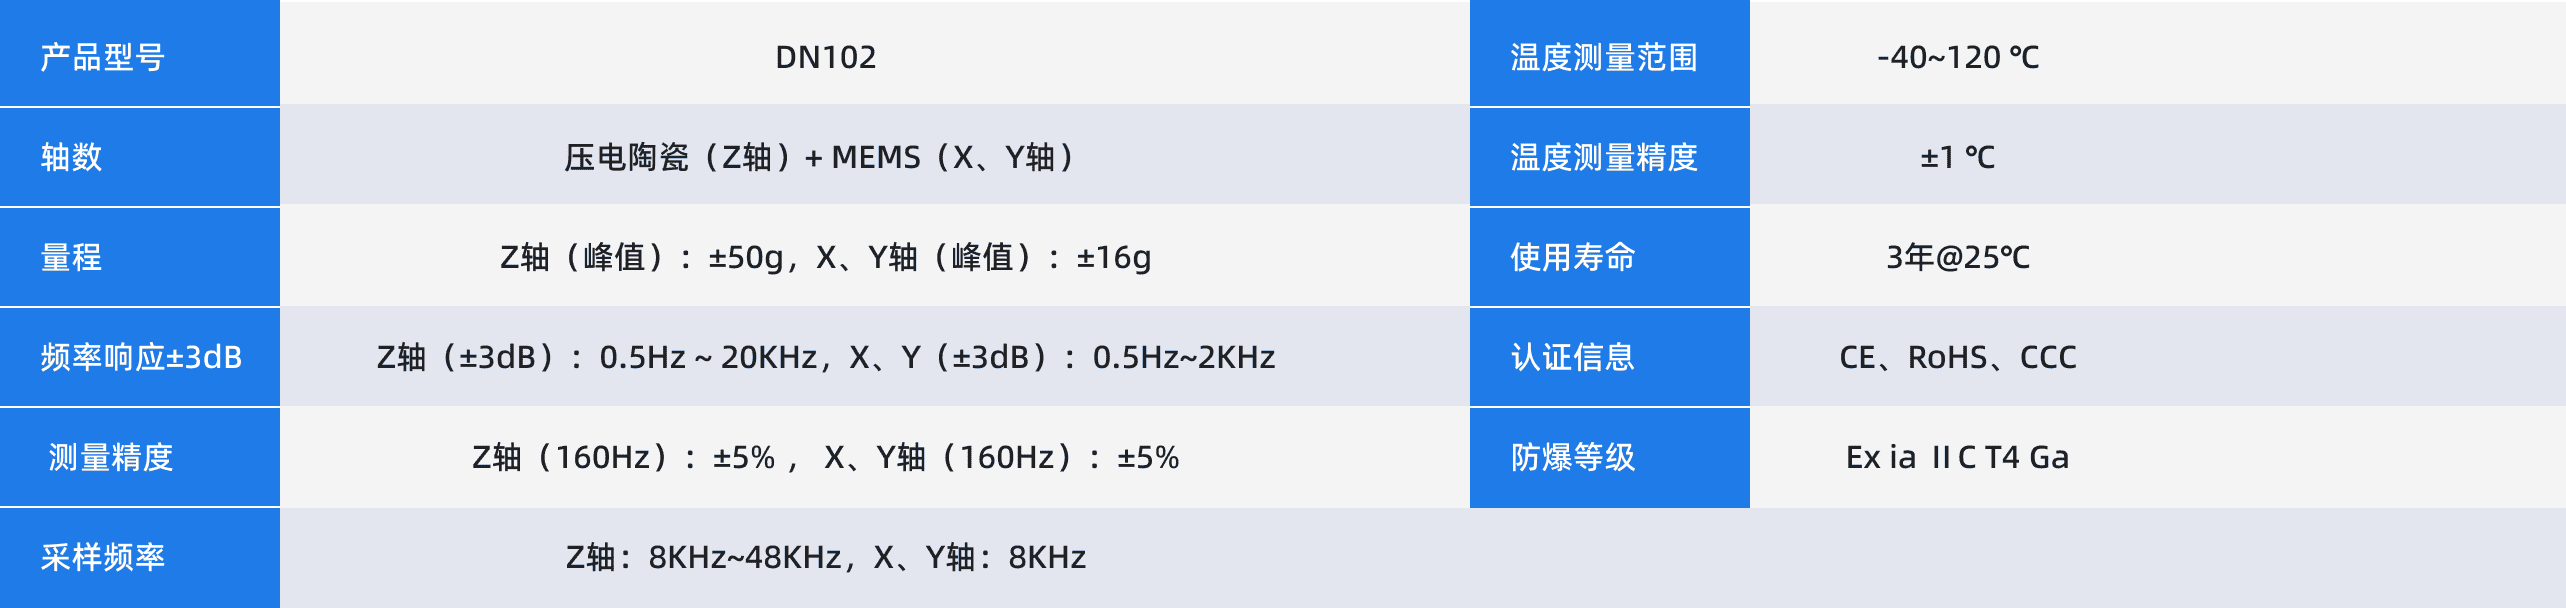 产品型号 DN102 温度测量范围 -40~120 ℃
轴数 压电陶瓷（Z轴）+ MEMS（X、Y轴） 温度测量精度 ±1 ℃
量程 Z轴（峰值）：±50g，X、Y轴（峰值）：±16g 使用寿命 3年@25℃
频率响应±3dB Z轴（±3dB）：0.5Hz ~ 20KHz，X、Y（±3dB）：0.5Hz~2KHz 认证信息 CE、RoHS、CCC
测量精度 Z轴（160Hz）：±5% ， X、Y轴（160Hz）：±5% 防爆等级 Ex ia II C T4 Ga
采样频率 Z轴：8KHz~48KHz，X、Y轴：8KHz